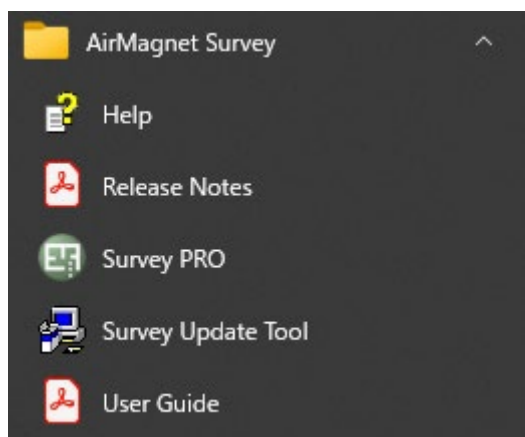 AirMagnet Survey
Help
Release Notes
Survey PRO
Survey Update Tool
User Guide